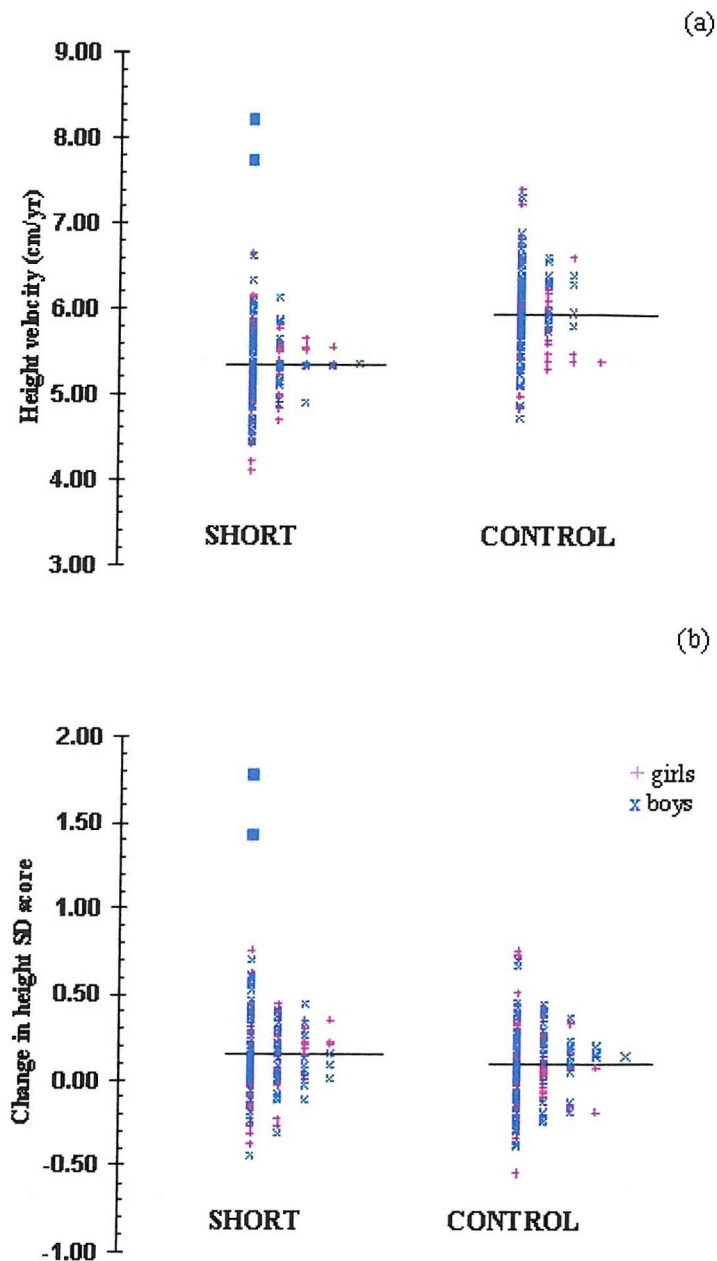 (a)
9.00
8.00
7.00
6.00
5.00
4.00
3.00
Height velocity (cm/yr)
SHORT
CONTROL
(b)
2.00
1.50
1.00
0.50
0.00
-0.50
-1.00
Change in height SD score
+ girls
x boys
SHORT
CONTROL